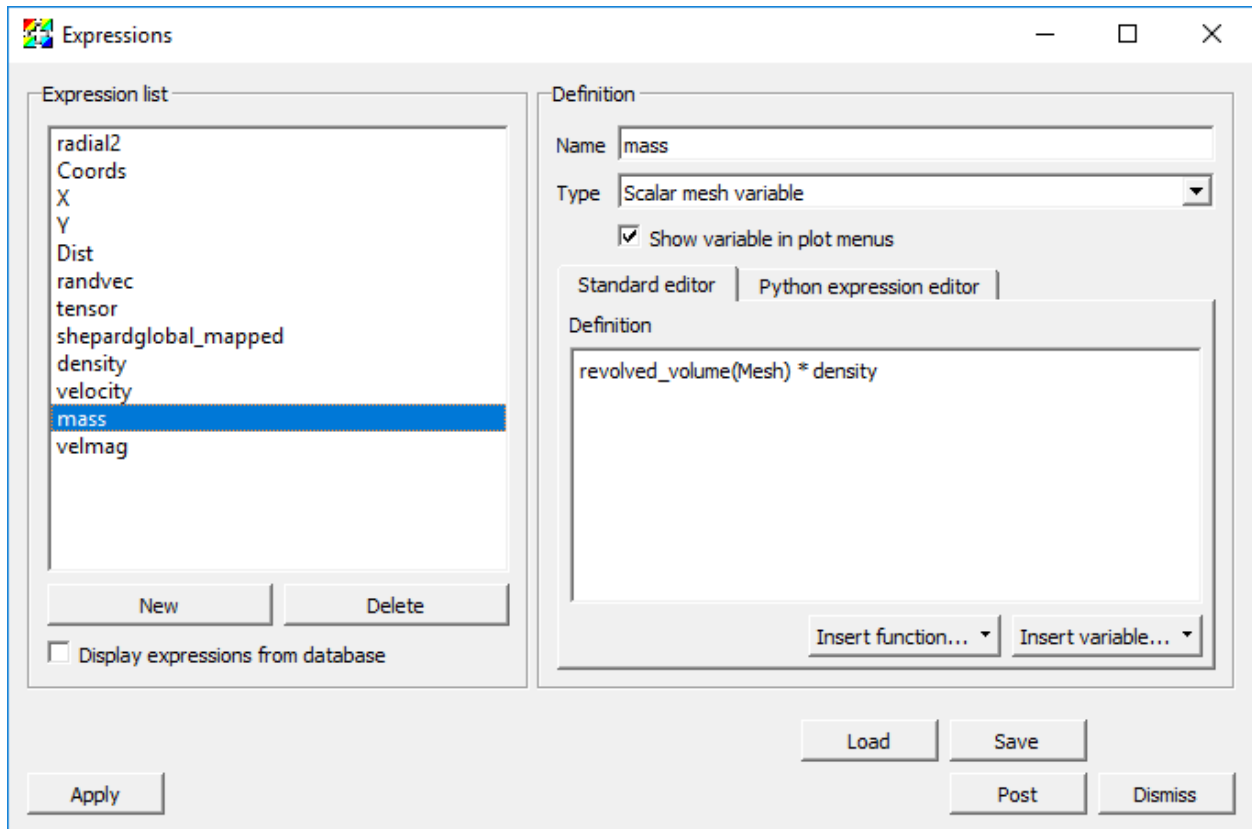 Expressions
Expression list
radial2
Coords
X
Y
Dist
randvec
tensor
shepardglobal_mapped
density
velocity
mass
velmag
New
Delete
Display expressions from database
Definition
Name mass
Type Scalar mesh variable
Show variable in plot menus
Standard editor
Python expression editor
Definition
revolved_volume(Mesh) * density
Insert function...
Insert variable...
Load
Save
Apply
Post
Dismiss